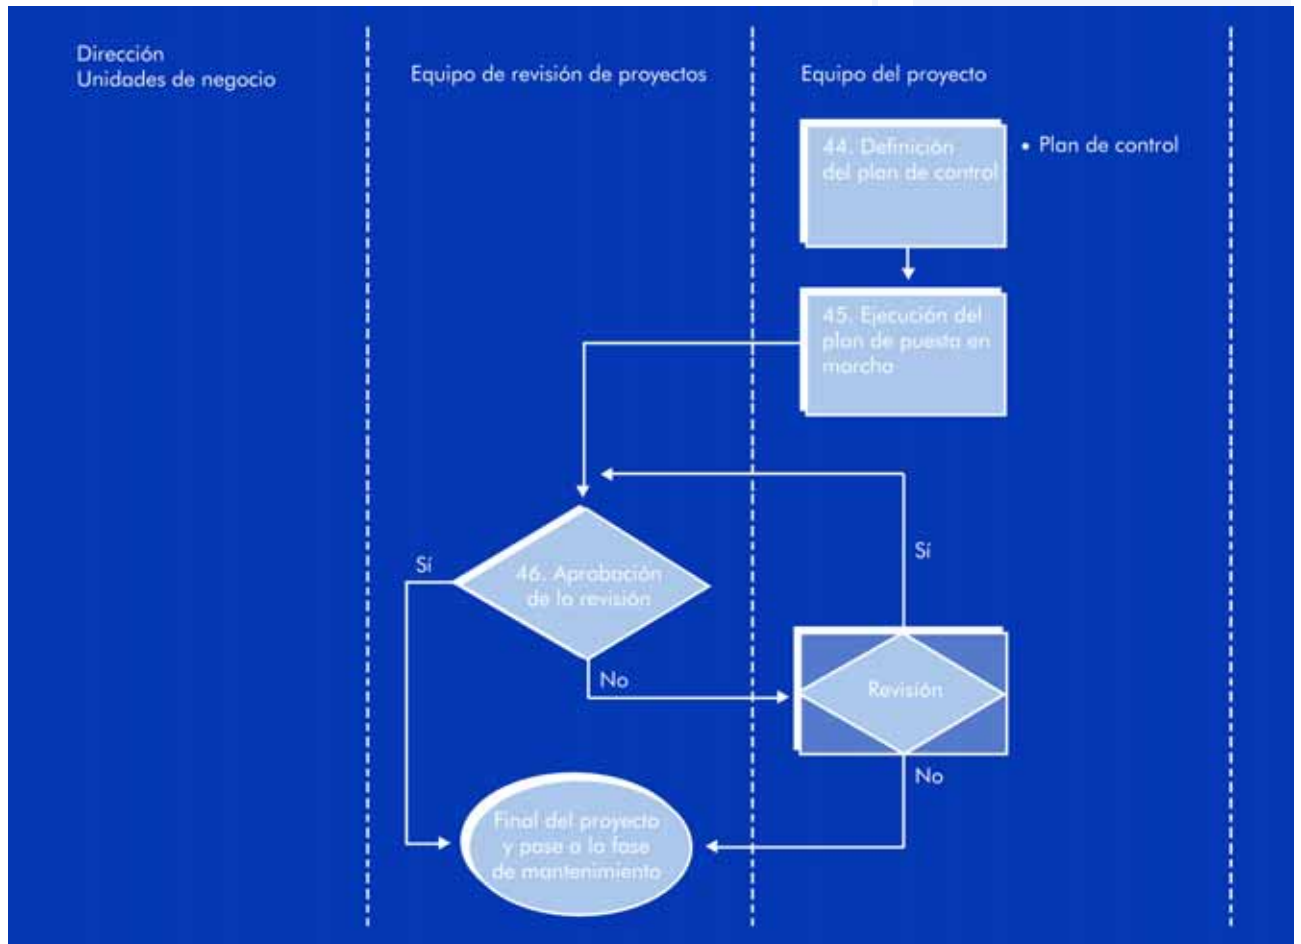 Dirección
Unidades de negocio
Equipo de revisión de proyectos
Equipo del proyecto
44. Definición
del plan de control
• Plan de control
45. Ejecución del
plan de puesta en
marcha
Sí
46. Aprobación
de la revisión
Sí
No
Revisión
No
Final del proyecto
y pase a la fase
de mantenimiento